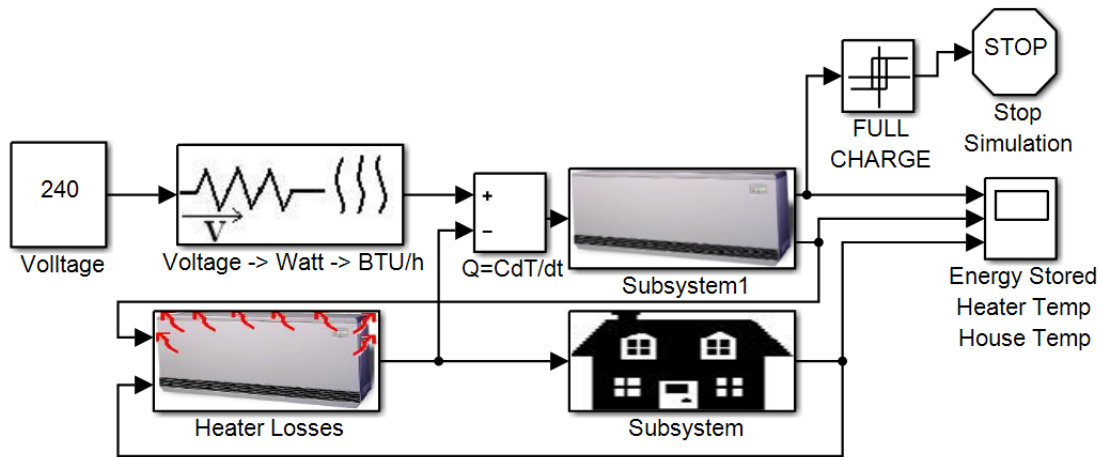 STOP
Stop
Simulation
FULL
CHARGE
240
Volltage
V
Voltage -> Watt -> BTU/h
+
−
Q=CdT/dt
Subsystem1
Energy Stored
Heater Temp
House Temp
Heater Losses
Subsystem